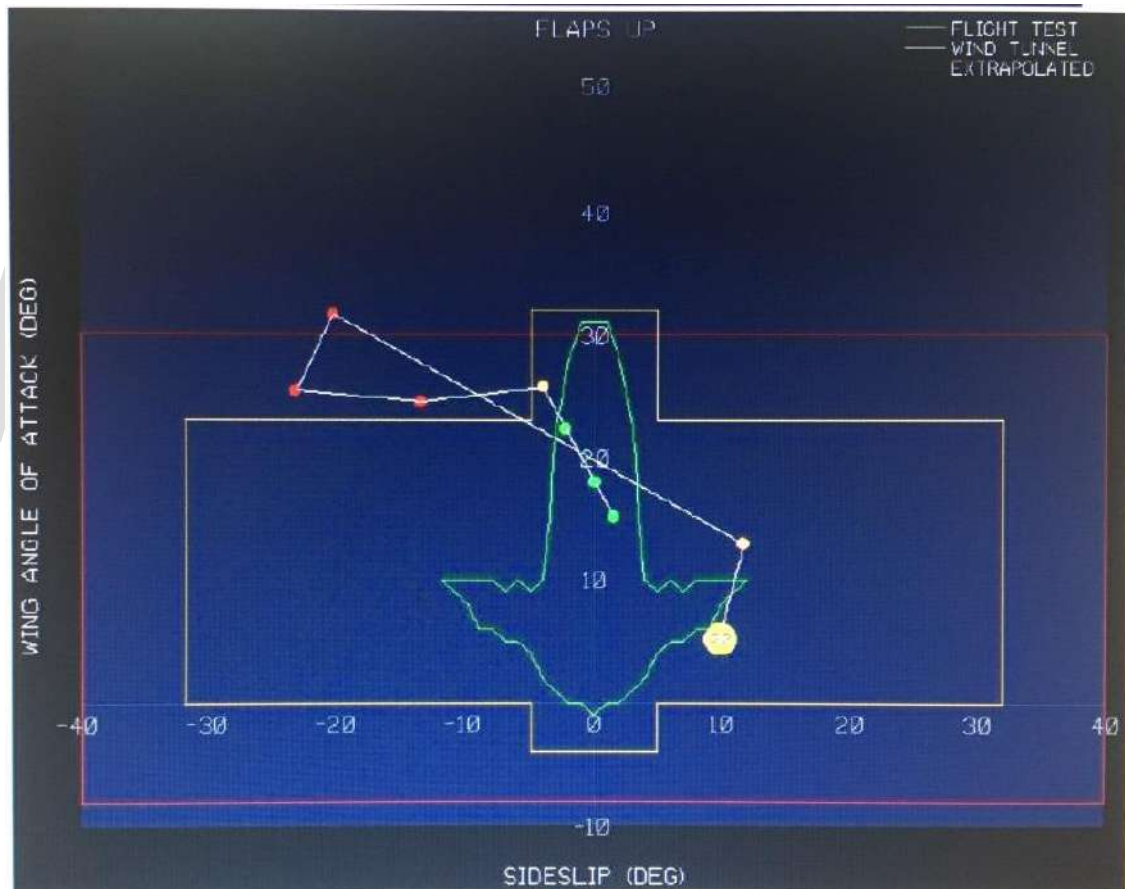 FLAPS UP
FLIGHT TEST
WIND TUNNEL
EXTRAPOLATED
50
40
30
20
10
-40 -30 -20 -10 0 10 20 30 40
-10
WING ANGLE OF ATTACK (DEG)
SIDESLIP (DEG)